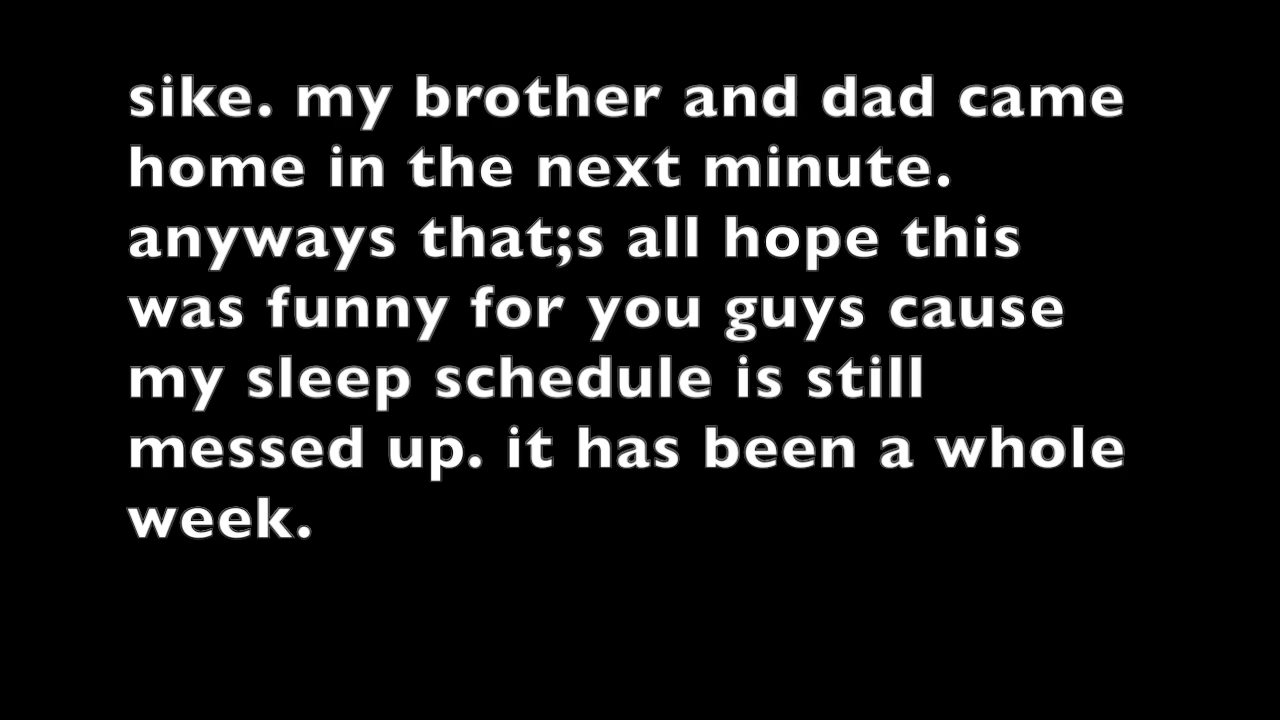 sike. my brother and dad came
home in the next minute.
anyways that;s all hope this
was funny for you guys cause
my sleep schedule is still
messed up. it has been a whole
week.